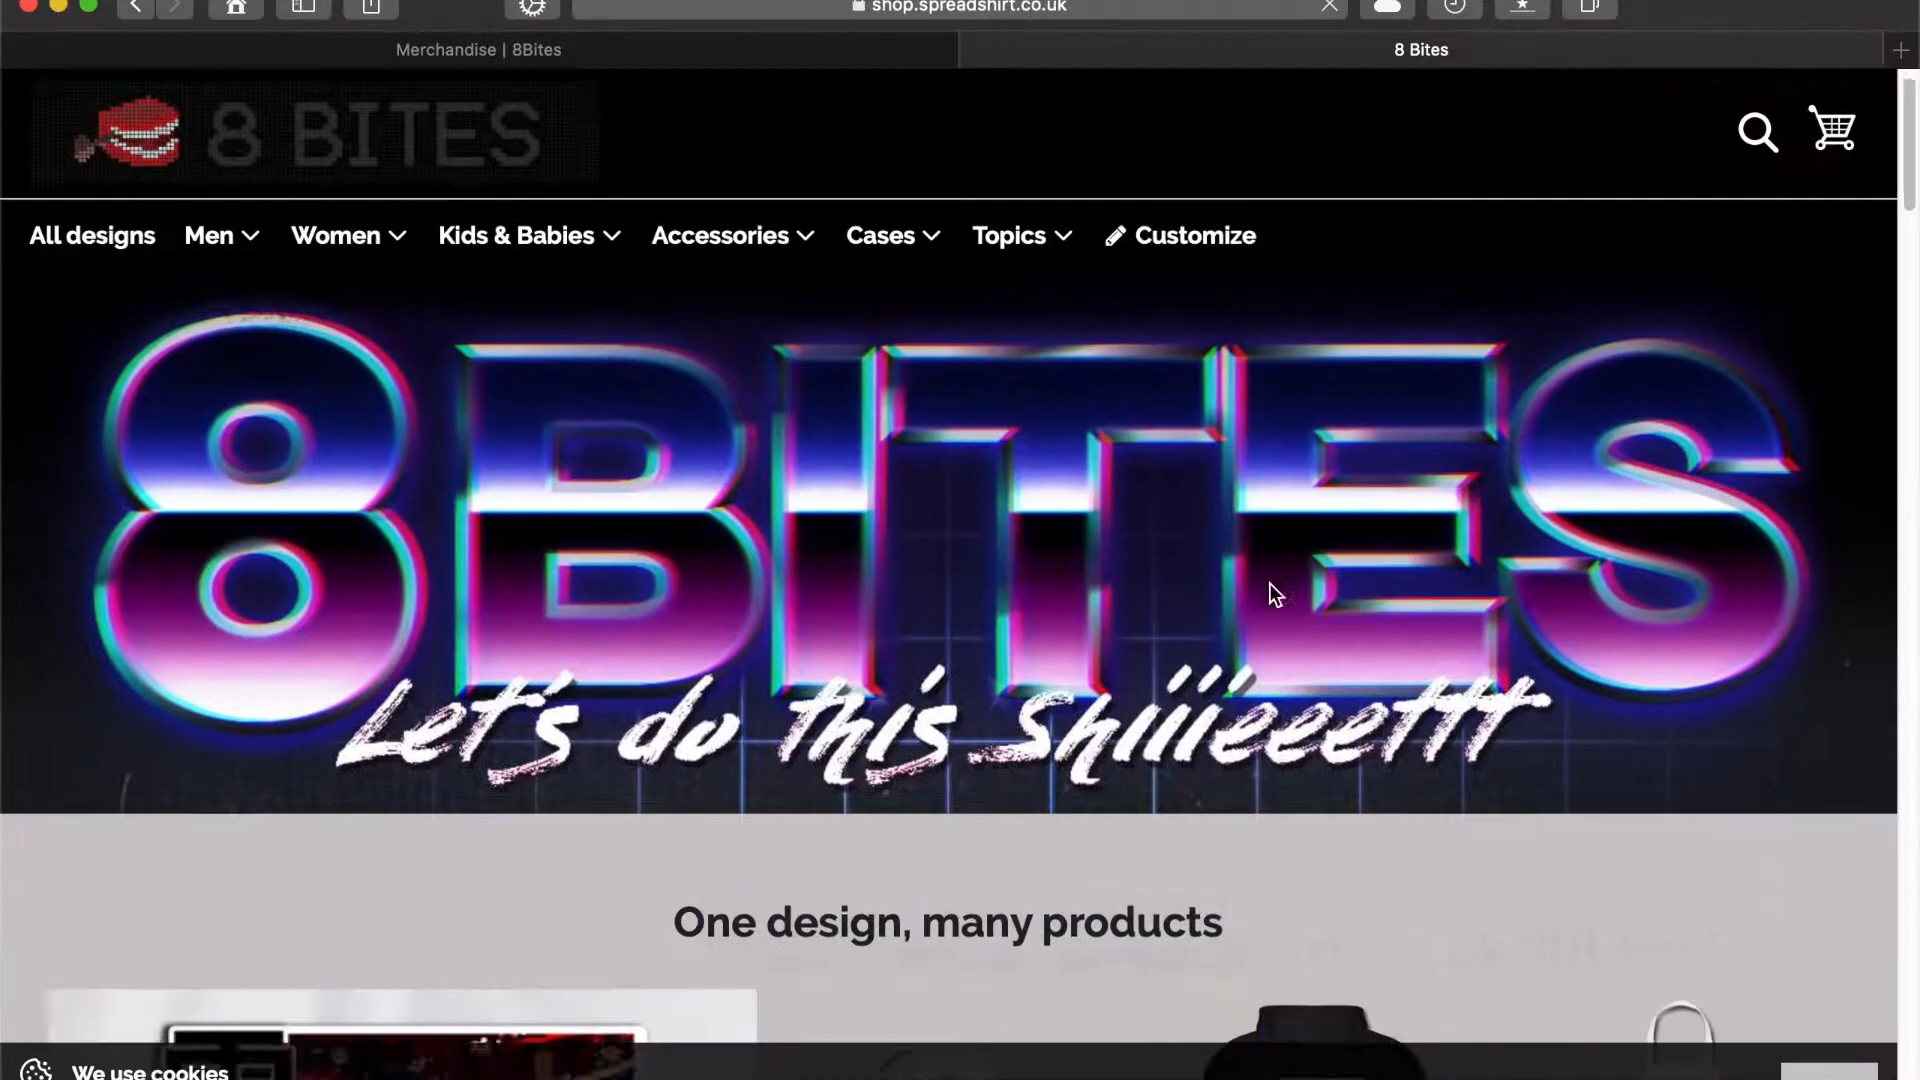 shop.spreadshirt.co.uk
Merchandise | 8Bites
8 Bites
8 BITES
All designs Men Women Kids & Babies Accessories Cases Topics Customize
8BITES
Let's do this Shiiieeettt
One design, many products
We use cookies